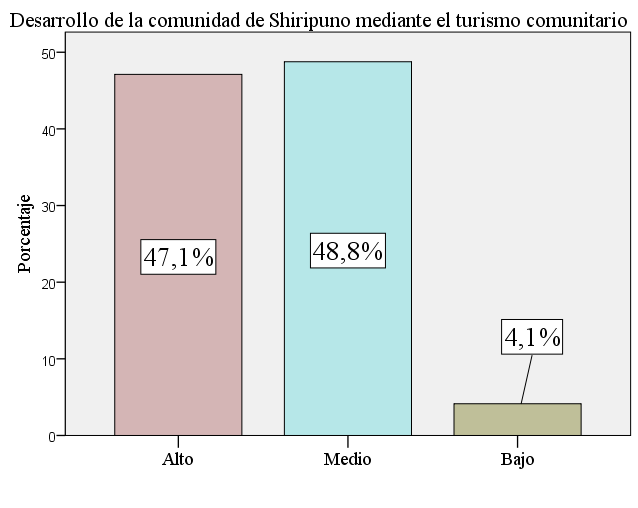 Desarrollo de la comunidad de Shiripuno mediante el turismo comunitario
50
40
30
20
10
0
Porcentaje
47,1%
48,8%
4,1%
Alto
Medio
Bajo